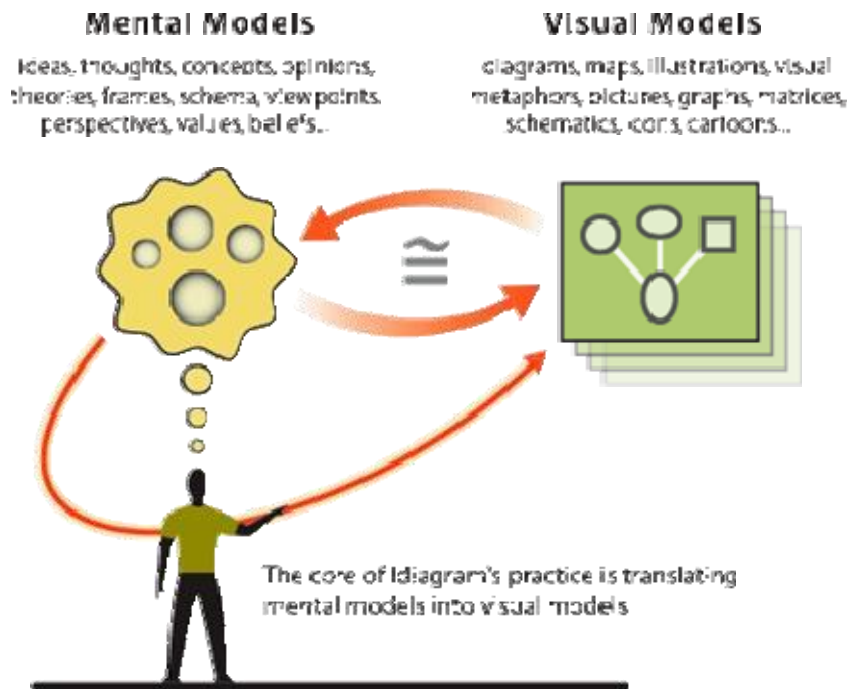 Mental Models
ideas, thoughts, concepts, opinions,
theories, frames, schema, viewpoints,
perspectives, values, beliefs...
Visual Models
diagrams, maps, illustrations, visual
metaphors, pictures, graphs, matrices,
schematics, icons, cartoons...
≅
The core of Idiagram's practice is translating
mental models into visual models